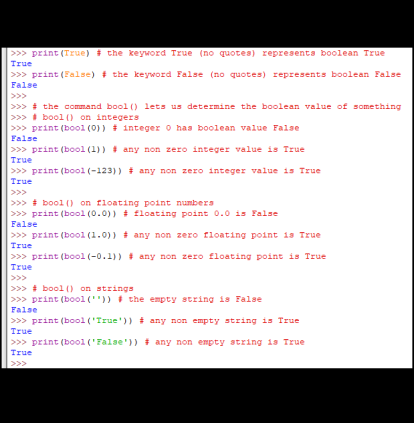 >>> print(True) # the keyword True (no quotes) represents boolean True
True
>>> print(False) # the keyword False (no quotes) represents boolean False
False
>>>
>>> # the command bool() lets us determine the boolean value of something
>>> # bool() on integers
>>> print(bool(0)) # integer 0 has boolean value False
False
>>> print(bool(1)) # any non zero integer value is True
True
>>> print(bool(-123)) # any non zero integer value is True
True
>>>
>>> # bool() on floating point numbers
>>> print(bool(0.0)) # floating point 0.0 is False
False
>>> print(bool(1.0)) # any non zero floating point is True
True
>>> print(bool(-0.1)) # any non zero floating point is True
True
>>>
>>> # bool() on strings
>>> print(bool('')) # the empty string is False
False
>>> print(bool('True')) # any non empty string is True
True
>>> print(bool('False')) # any non empty string is True
True
>>>